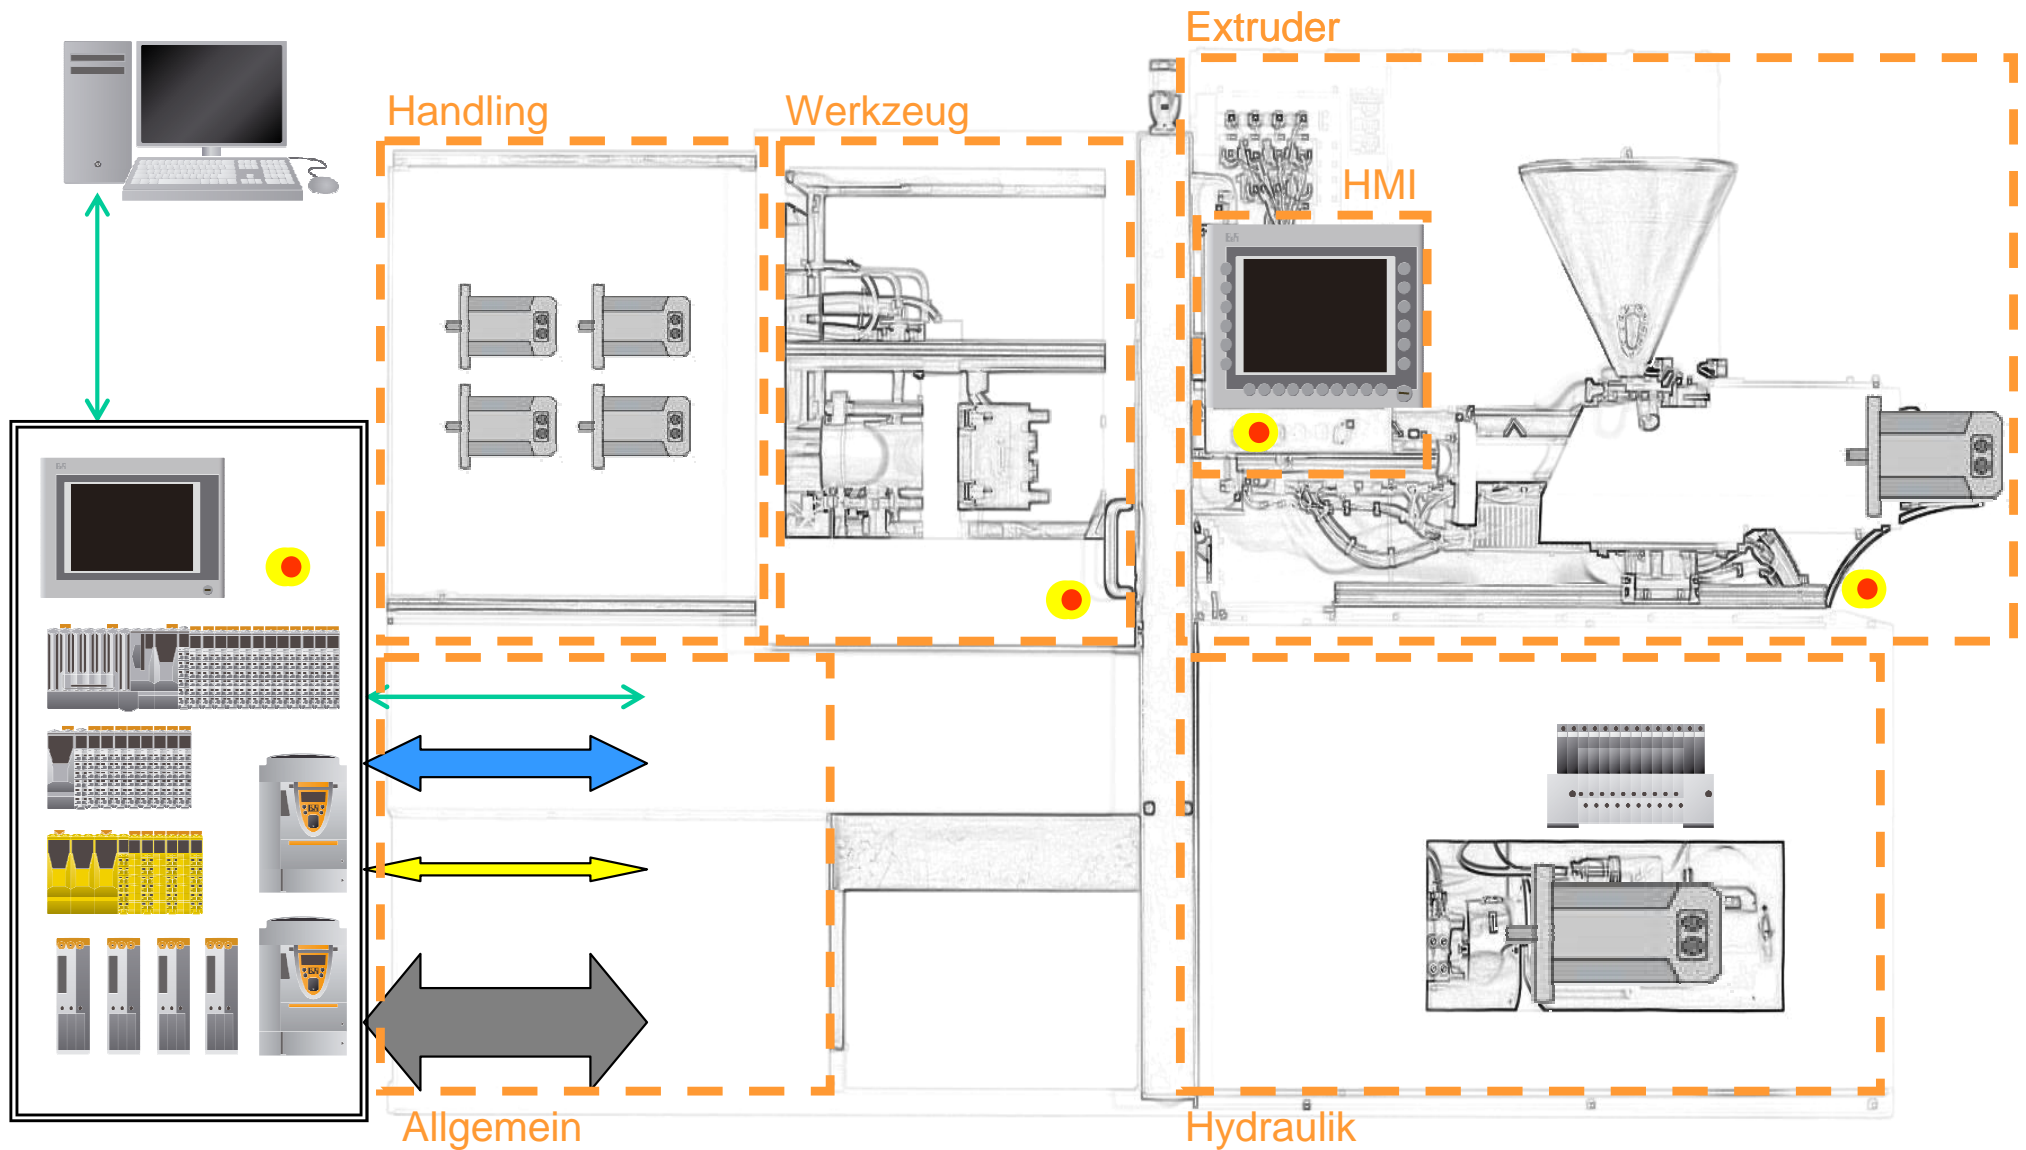 Extruder
Handling
Werkzeug
HMI
Allgemein
Hydraulik